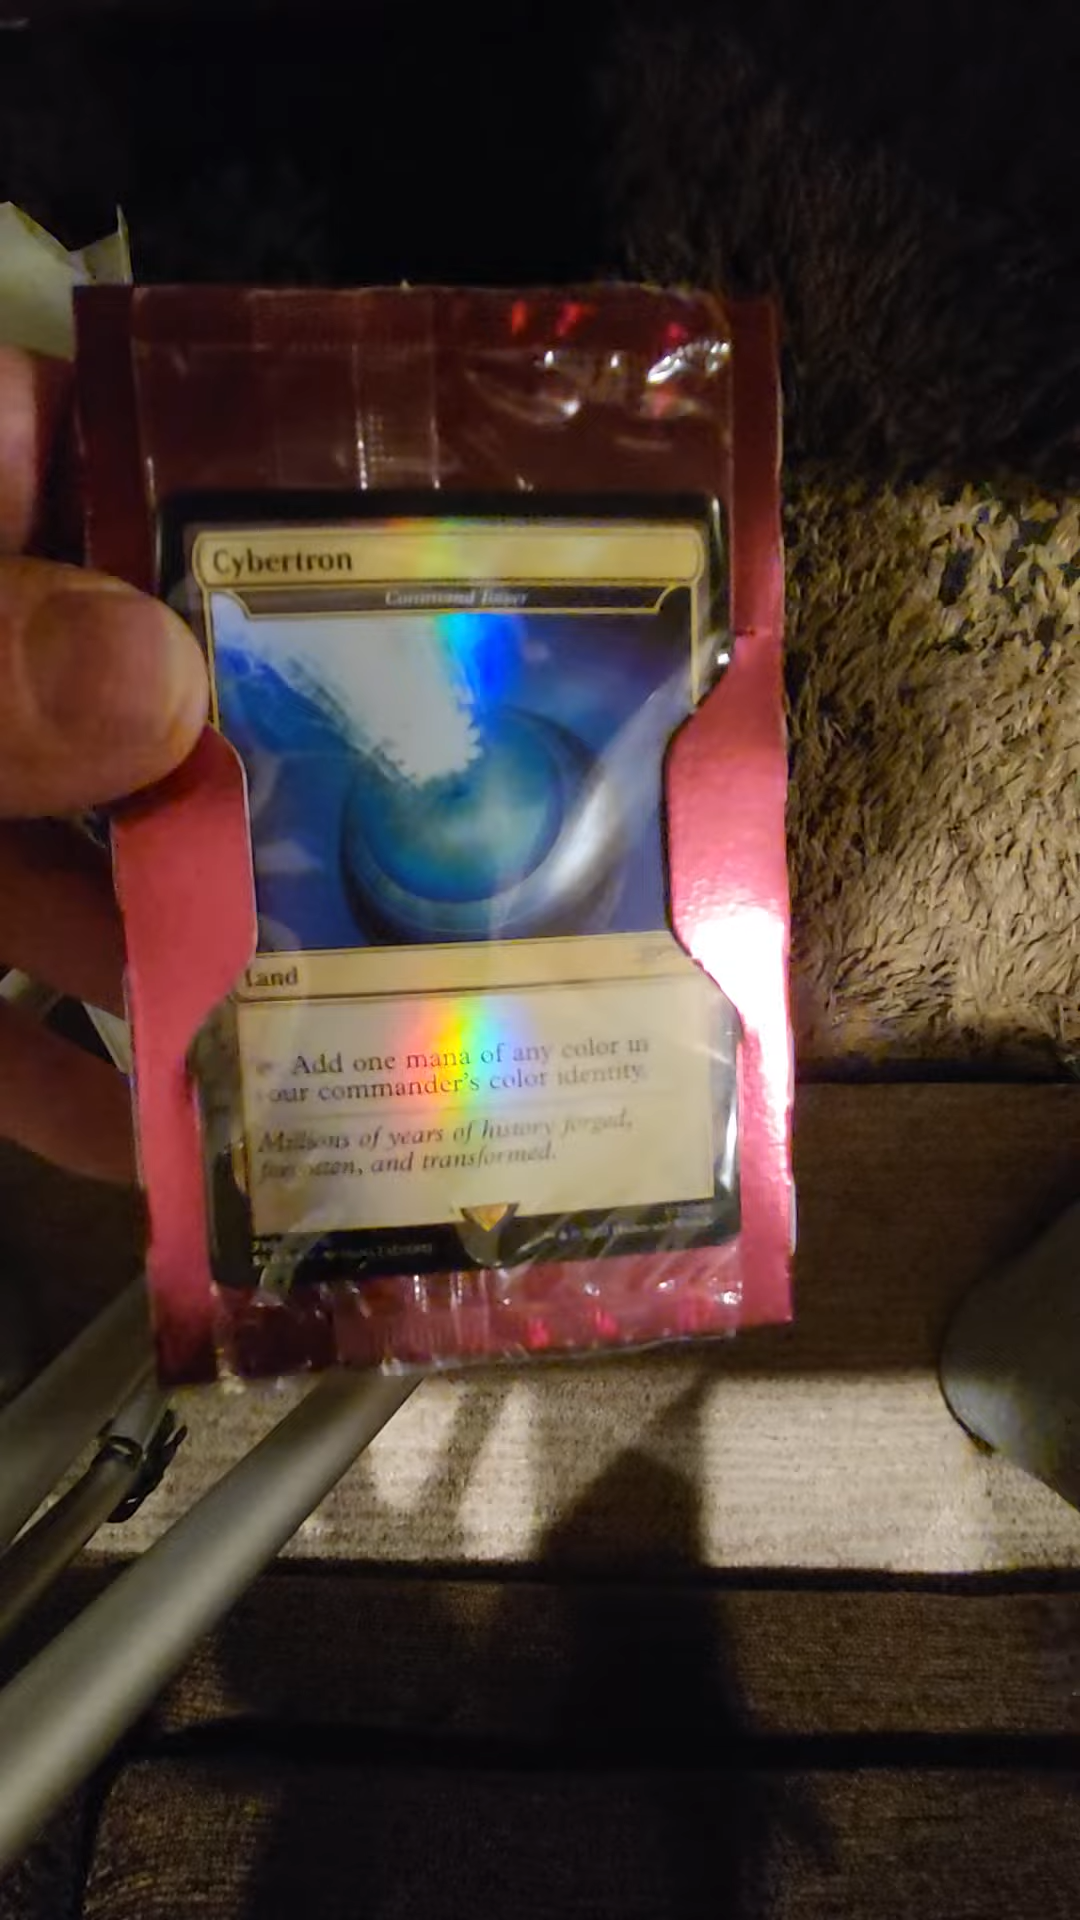 Cybertron
Command Tower
Land
Add one mana of any color in
our commander's color identity.
Millions of years of history forged,
forgotten, and transformed.